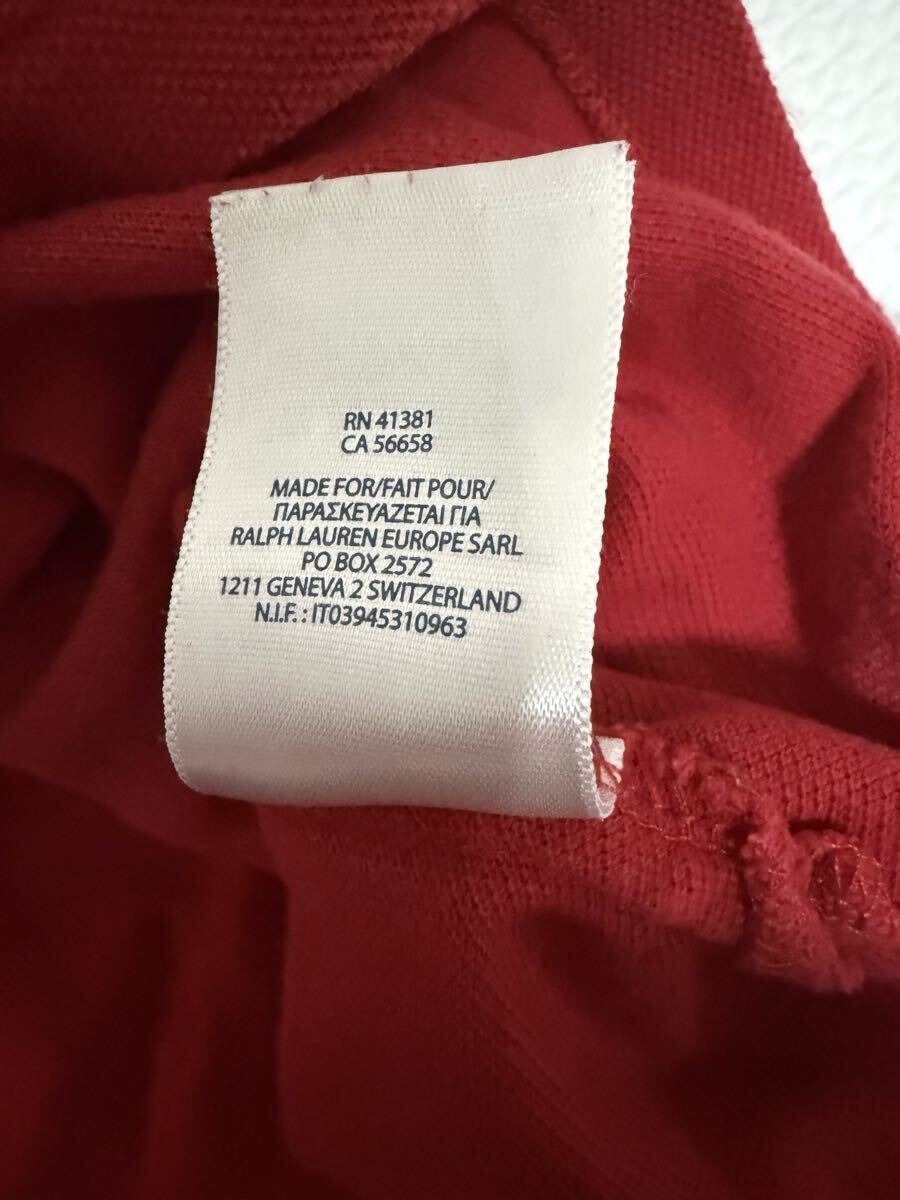 RN 41381
CA 56658
MADE FOR/FAIT POUR/
ΠΑΡΑΣΚΕΥΑΖΕΤΑΙ ΓΙΑ
RALPH LAUREN EUROPE SARL
PO BOX 2572
1211 GENEVA 2 SWITZERLAND
N.I.F. : IT03945310963